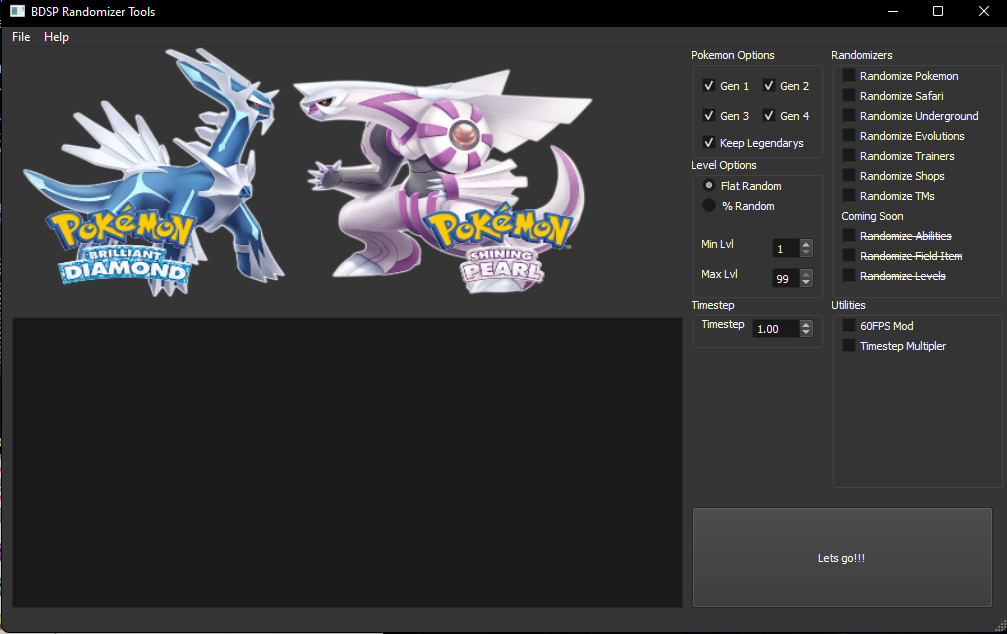 BDSP Randomizer Tools
File Help
POKéMON
BRILLIANT
DIAMOND
POKéMON
SHINING
PEARL
Pokemon Options
Gen 1 Gen 2
Gen 3 Gen 4
Keep Legendarys
Level Options
Flat Random
% Random
Min Lvl 1
Max Lvl 99
Timestep
Timestep 1.00
Randomizers
Randomize Pokemon
Randomize Safari
Randomize Underground
Randomize Evolutions
Randomize Trainers
Randomize Shops
Randomize TMs
Coming Soon
Randomize Abilities
Randomize Field Item
Randomize Levels
Utilities
60FPS Mod
Timestep Multipler
Lets go!!!